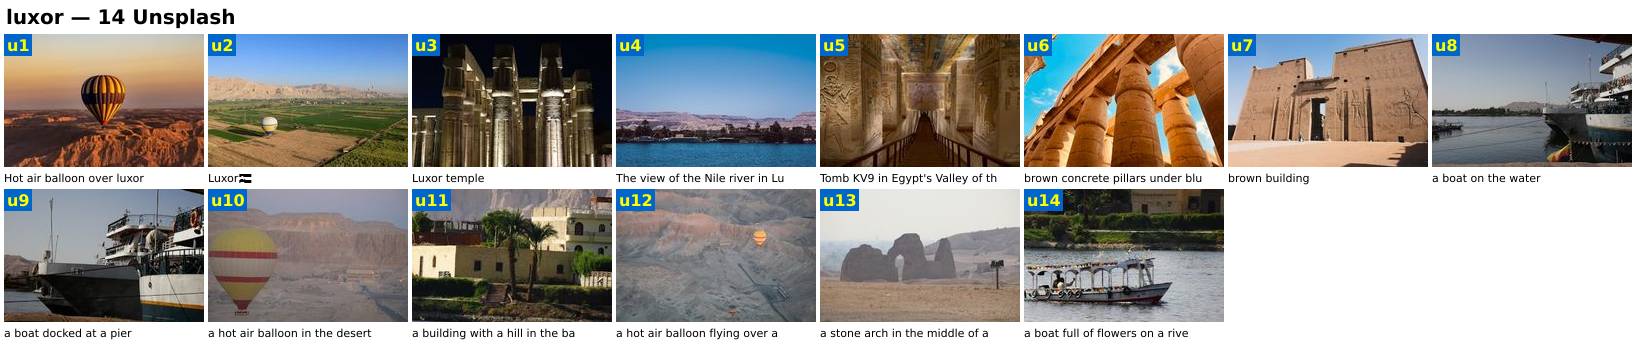 luxor — 14 Unsplash
u1
u2
u3
u4
u5
u6
u7
u8
Hot air balloon over luxor
Luxor
Luxor temple
The view of the Nile river in Lu
Tomb KV9 in Egypt's Valley of th
brown concrete pillars under blu
brown building
a boat on the water
u9
u10
u11
u12
u13
u14
a boat docked at a pier
a hot air balloon in the desert
a building with a hill in the ba
a hot air balloon flying over a
a stone arch in the middle of a
a boat full of flowers on a rive